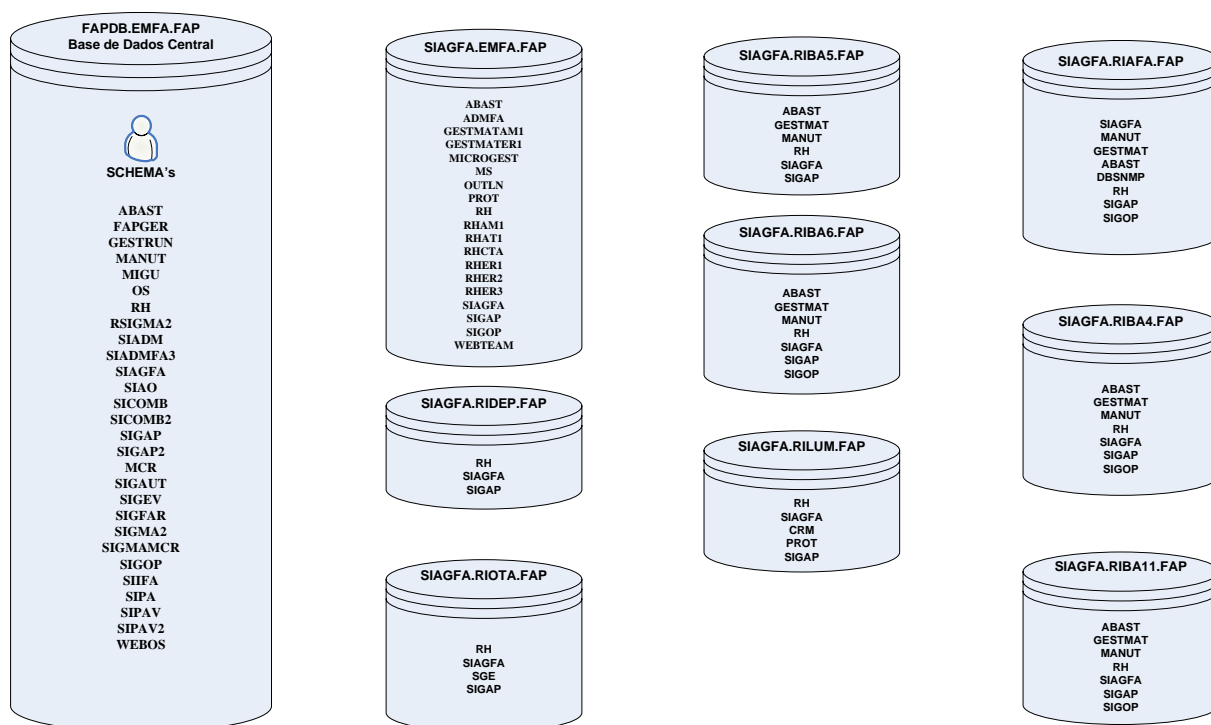 FAPDB.EMFA.FAP
Base de Dados Central
SCHEMA's
ABAST
FAPGER
GESTRUN
MANUT
MIGU
OS
RH
RSIGMA2
SIADM
SIADMFA3
SIAGFA
SIAO
SICOMB
SICOMB2
SIGAP
SIGAP2
MCR
SIGAUT
SIGEV
SIGFAR
SIGMA2
SIGMAMCR
SIGOP
SIIFA
SIPA
SIPAV
SIPAV2
WEBOS
SIAGFA.EMFA.FAP
ABAST
ADMFA
GESTMATAM1
GESTMATER1
MICROGEST
MS
OUTLN
PROT
RH
RHAM1
RHAT1
RHCTA
RHER1
RHER2
RHER3
SIAGFA
SIGAP
SIGOP
WEBTEAM
SIAGFA.RIDEP.FAP
RH
SIAGFA
SIGAP
SIAGFA.RIOTA.FAP
RH
SIAGFA
SGE
SIGAP
SIAGFA.RIBA5.FAP
ABAST
GESTMAT
MANUT
RH
SIAGFA
SIGAP
SIAGFA.RIBA6.FAP
ABAST
GESTMAT
MANUT
RH
SIAGFA
SIGAP
SIGOP
SIAGFA.RILUM.FAP
RH
SIAGFA
CRM
PROT
SIGAP
SIAGFA.RIAFA.FAP
SIAGFA
MANUT
GESTMAT
ABAST
DBSNMP
RH
SIGAP
SIGOP
SIAGFA.RIBA4.FAP
ABAST
GESTMAT
MANUT
RH
SIAGFA
SIGAP
SIGOP
SIAGFA.RIBA11.FAP
ABAST
GESTMAT
MANUT
RH
SIAGFA
SIGAP
SIGOP